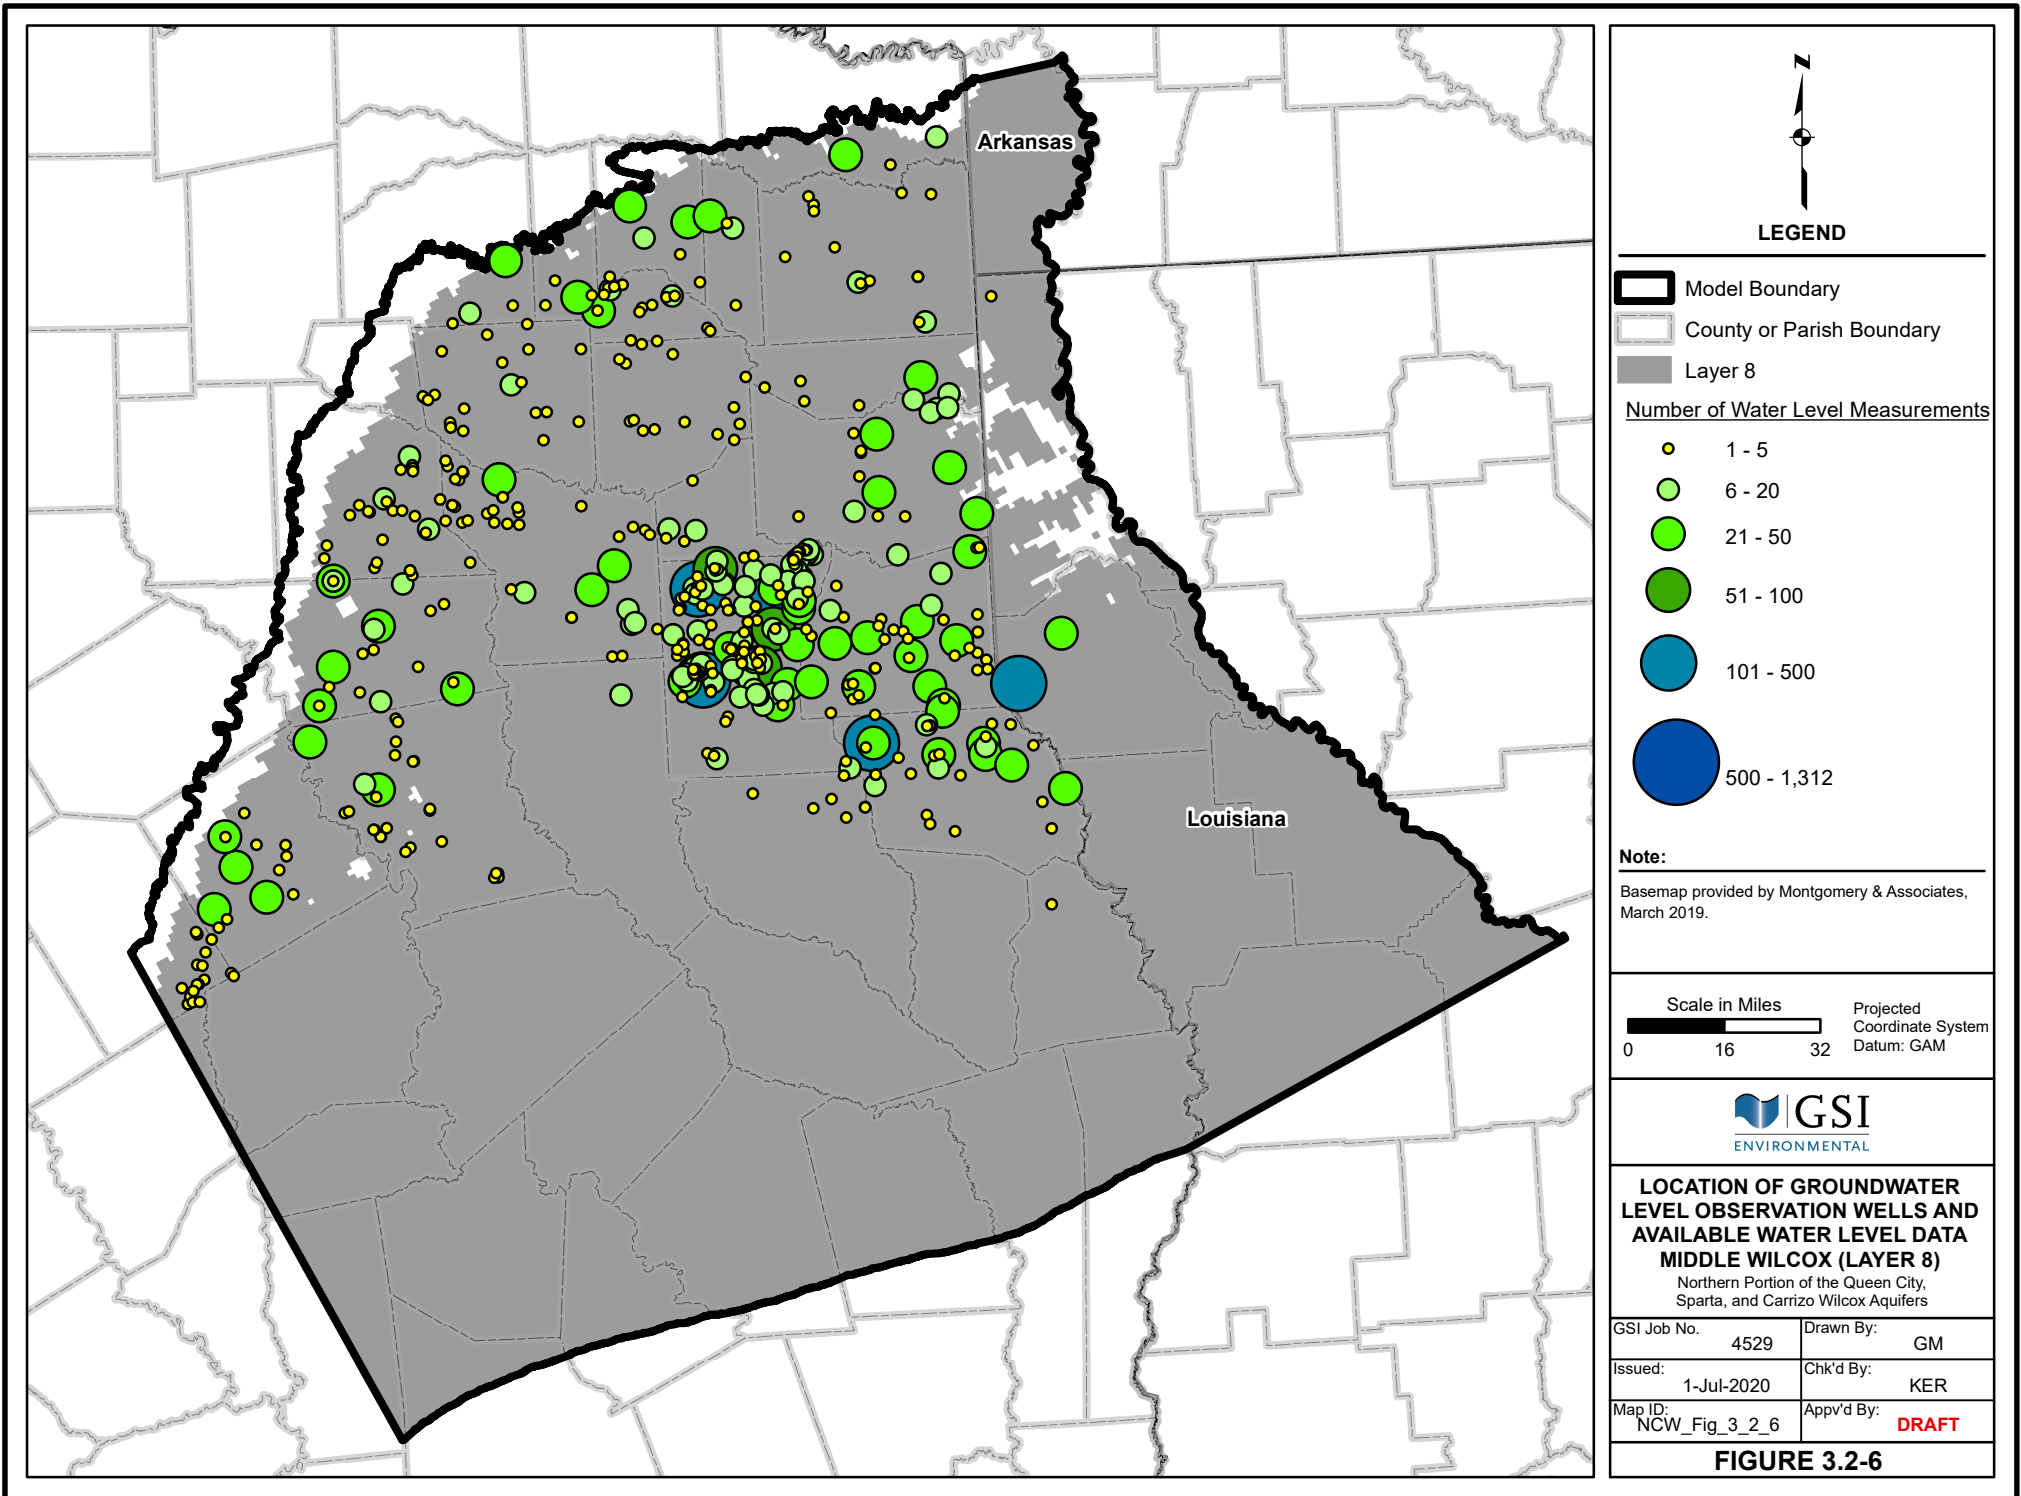 Arkansas
Louisiana
N
LEGEND
Model Boundary
County or Parish Boundary
Layer 8
Number of Water Level Measurements
1 - 5
6 - 20
21 - 50
51 - 100
101 - 500
500 - 1,312
Note:
Basemap provided by Montgomery & Associates,
March 2019.
Scale in Miles
0 16 32
Projected
Coordinate System
Datum: GAM
GSI
ENVIRONMENTAL
LOCATION OF GROUNDWATER
LEVEL OBSERVATION WELLS AND
AVAILABLE WATER LEVEL DATA
MIDDLE WILCOX (LAYER 8)
Northern Portion of the Queen City,
Sparta, and Carrizo Wilcox Aquifers
GSI Job No. 4529 Drawn By: GM
Issued: 1-Jul-2020 Chk'd By: KER
Map ID: NCW_Fig_3_2_6 Appv'd By: DRAFT
FIGURE 3.2-6